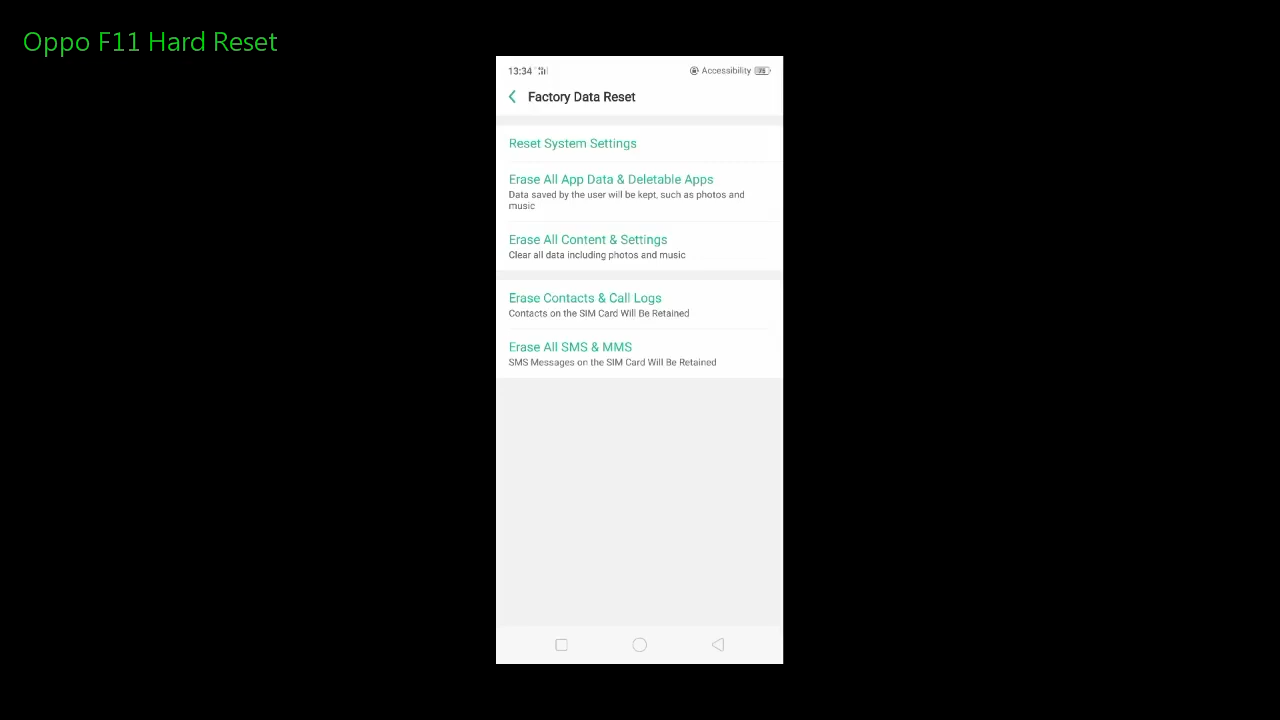 Oppo F11 Hard Reset
13:34 Accessibility 75
Factory Data Reset
Reset System Settings
Erase All App Data & Deletable Apps
Data saved by the user will be kept, such as photos and
music
Erase All Content & Settings
Clear all data including photos and music
Erase Contacts & Call Logs
Contacts on the SIM Card Will Be Retained
Erase All SMS & MMS
SMS Messages on the SIM Card Will Be Retained